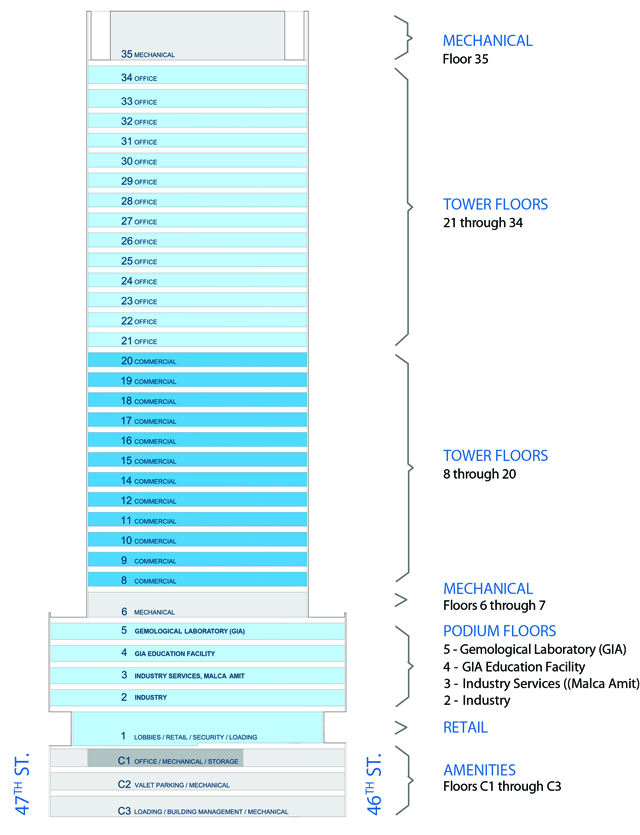 35 MECHANICAL
34 OFFICE
33 OFFICE
32 OFFICE
31 OFFICE
30 OFFICE
29 OFFICE
28 OFFICE
27 OFFICE
26 OFFICE
25 OFFICE
24 OFFICE
23 OFFICE
22 OFFICE
21 OFFICE
20 COMMERCIAL
19 COMMERCIAL
18 COMMERCIAL
17 COMMERCIAL
16 COMMERCIAL
15 COMMERCIAL
14 COMMERCIAL
12 COMMERCIAL
11 COMMERCIAL
10 COMMERCIAL
9 COMMERCIAL
8 COMMERCIAL
6 MECHANICAL
5 GEMOLOGICAL LABORATORY (GIA)
4 GIA EDUCATION FACILITY
3 INDUSTRY SERVICES, MALCA AMIT
2 INDUSTRY
1 LOBBIES / RETAIL / SECURITY / LOADING
C1 OFFICE / MECHANICAL / STORAGE
C2 VALET PARKING / MECHANICAL
C3 LOADING / BUILDING MANAGEMENT / MECHANICAL
47TH ST.
46TH ST.
MECHANICAL
Floor 35
TOWER FLOORS
21 through 34
TOWER FLOORS
8 through 20
MECHANICAL
Floors 6 through 7
PODIUM FLOORS
5 - Gemological Laboratory (GIA)
4 - GIA Education Facility
3 - Industry Services ((Malca Amit)
2 - Industry
RETAIL
AMENITIES
Floors C1 through C3